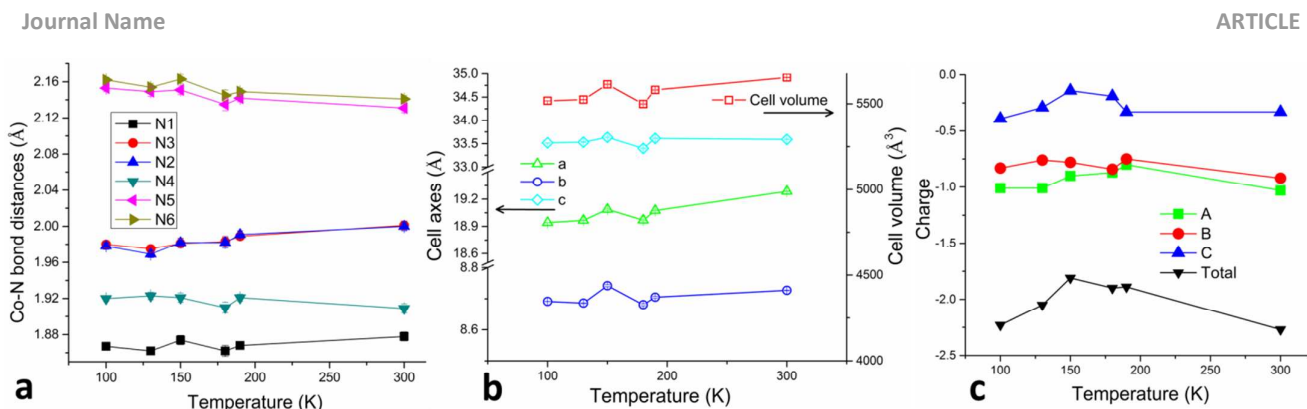 Journal Name
ARTICLE
2.16
2.12
2.08
2.04
2.00
1.96
1.92
1.88
Co-N bond distances (Å)
N1
N3
N2
N4
N5
N6
100
150
200
250
300
Temperature (K)
a
35.0
34.5
34.0
33.5
33.0
19.2
18.9
18.6
8.8
8.6
Cell axes (Å)
Cell volume
a
b
c
5500
5000
4500
4000
Cell volume (Å³)
100
150
200
250
300
Temperature (K)
b
0.0
-0.5
-1.0
-1.5
-2.0
-2.5
Charge
A
B
C
Total
100
150
200
250
300
Temperature (K)
c